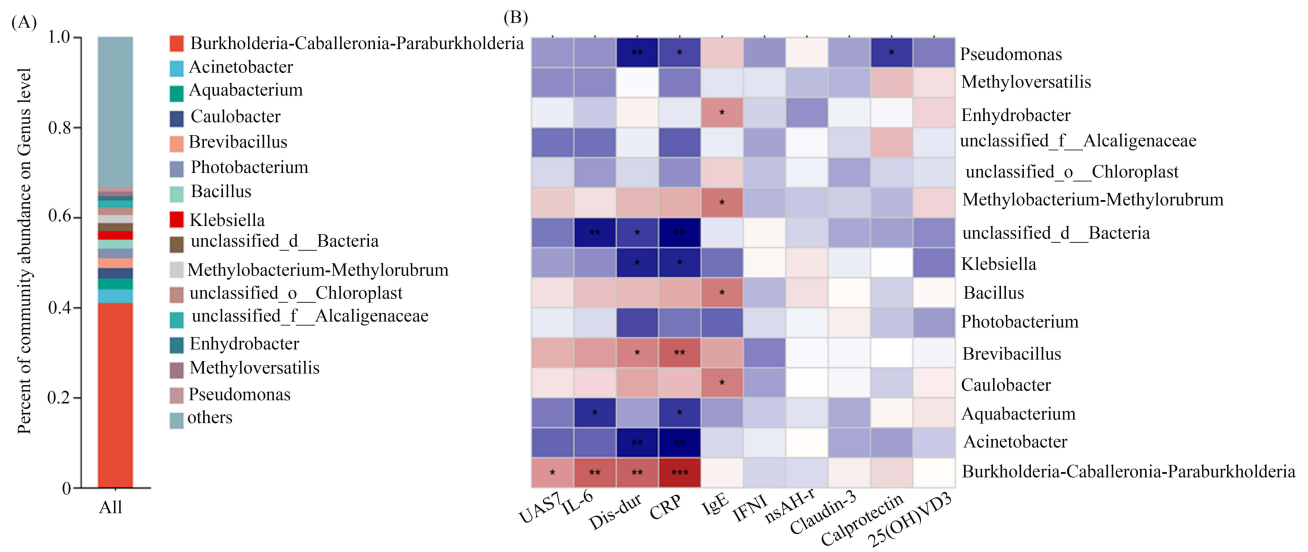 (A)
Percent of community abundance on Genus level
1.0
0.8
0.6
0.4
0.2
0
All
Burkholderia-Caballeronia-Paraburkholderia
Acinetobacter
Aquabacterium
Caulobacter
Brevibacillus
Photobacterium
Bacillus
Klebsiella
unclassified_d__Bacteria
Methylobacterium-Methylorubrum
unclassified_o__Chloroplast
unclassified_f__Alcaligenaceae
Enhydrobacter
Methyloversatilis
Pseudomonas
others
(B)
** * * Pseudomonas
Methyloversatilis
* Enhydrobacter
unclassified_f__Alcaligenaceae
unclassified_o__Chloroplast
* Methylobacterium-Methylorubrum
** * ** unclassified_d__Bacteria
* * Klebsiella
* Bacillus
Photobacterium
* ** Brevibacillus
* Caulobacter
* * Aquabacterium
** ** Acinetobacter
* ** ** *** Burkholderia-Caballeronia-Paraburkholderia
UAS7
IL-6
Dis-dur
CRP
IgE
IFNI
nsAH-r
Claudin-3
Calprotectin
25(OH)VD3